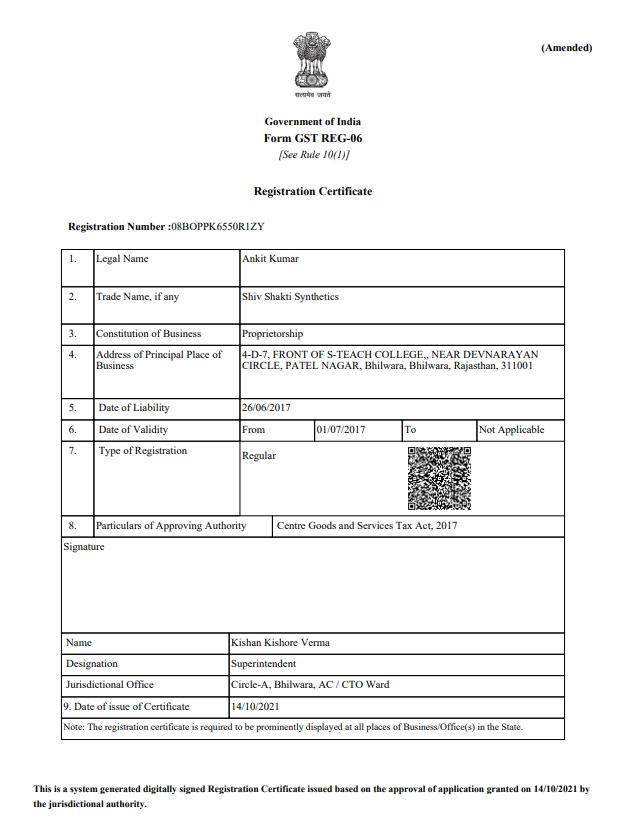 (Amended)
सत्यमेव जयते
Government of India
Form GST REG-06
[See Rule 10(1)]
Registration Certificate
Registration Number :08BOPPK6550R1ZY
1. Legal Name Ankit Kumar
2. Trade Name, if any Shiv Shakti Synthetics
3. Constitution of Business Proprietorship
4. Address of Principal Place of Business 4-D-7, FRONT OF S-TEACH COLLEGE,, NEAR DEVNARAYAN
CIRCLE, PATEL NAGAR, Bhilwara, Bhilwara, Rajasthan, 311001
5. Date of Liability 26/06/2017
6. Date of Validity From 01/07/2017 To Not Applicable
7. Type of Registration Regular
8. Particulars of Approving Authority Centre Goods and Services Tax Act, 2017
Signature
Name Kishan Kishore Verma
Designation Superintendent
Jurisdictional Office Circle-A, Bhilwara, AC / CTO Ward
9. Date of issue of Certificate 14/10/2021
Note: The registration certificate is required to be prominently displayed at all places of Business/Office(s) in the State.
This is a system generated digitally signed Registration Certificate issued based on the approval of application granted on 14/10/2021 by
the jurisdictional authority.